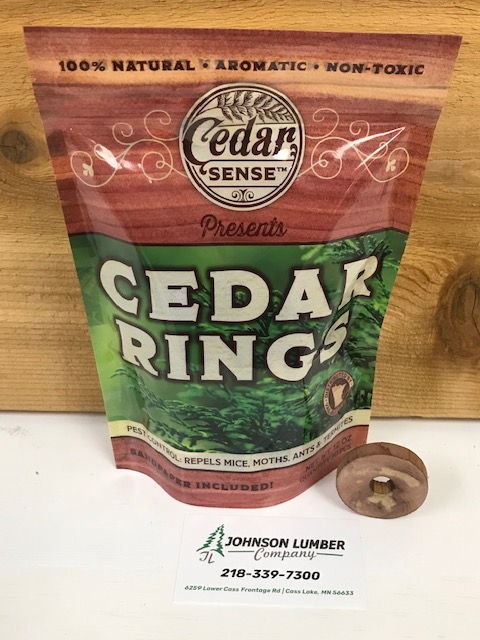 100% NATURAL • AROMATIC • NON-TOXIC
Cedar
SENSE™
Presents
CEDAR
RINGS
PEST CONTROL: REPELS MICE, MOTHS, ANTS & TERMITES
SANDPAPER INCLUDED!
JL
JOHNSON LUMBER
Company
218-339-7300
6259 Lower Cass Frontage Rd | Cass Lake, MN 56633